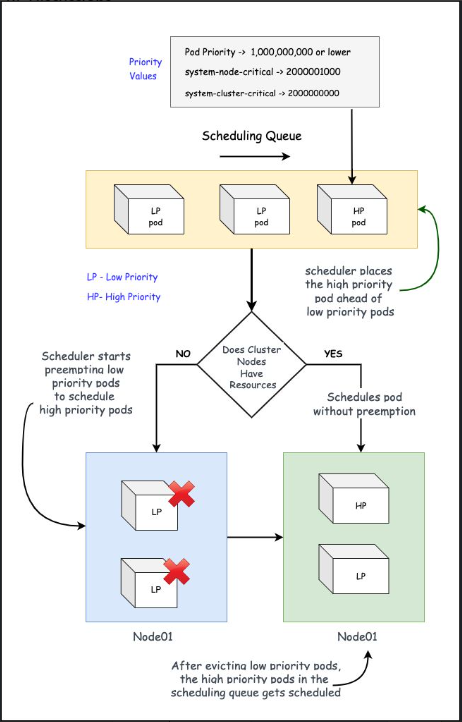 Priority
Values
Pod Priority -> 1,000,000,000 or lower
system-node-critical -> 2000001000
system-cluster-critical -> 2000000000
Scheduling Queue
LP
pod
LP
pod
HP
pod
LP - Low Priority
HP- High Priority
scheduler places
the high priority
pod ahead of
low priority pods
Does Cluster
Nodes
Have
Resources
NO
YES
Scheduler starts
preempting low
priority pods
to schedule
high priority pods
Schedules pod
without preemption
LP
LP
HP
LP
Node01
Node01
After evicting low priority pods,
the high priority pods in the
scheduling queue gets scheduled